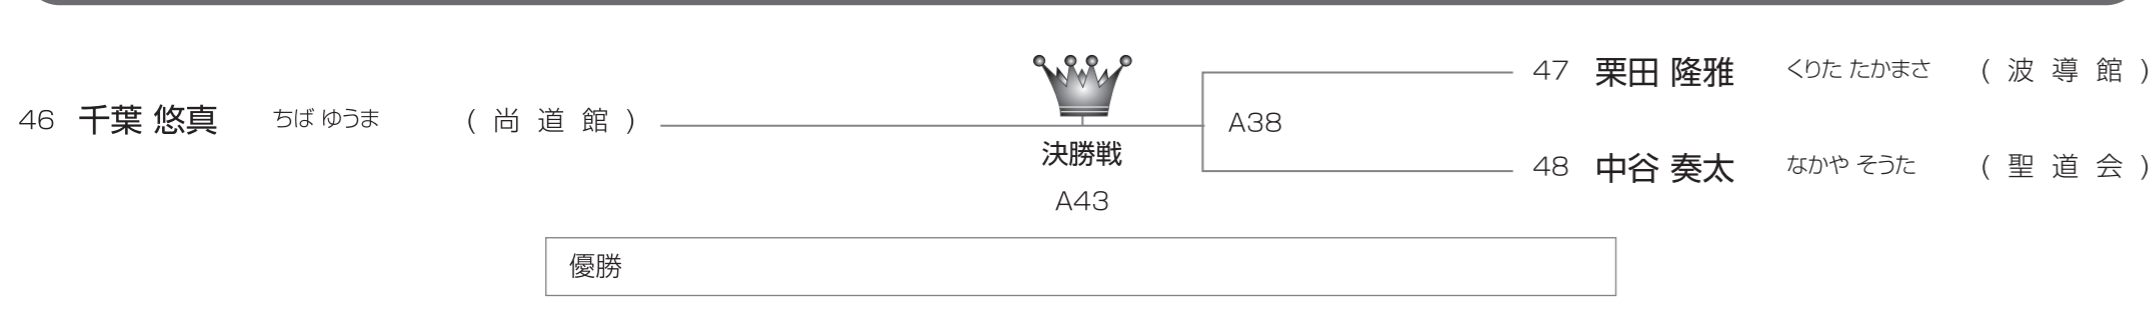 46 千葉 悠真 ちば ゆうま (尚道館)
決勝戦
A43
A38
47 栗田 隆雅 くりた たかまさ (波導館)
48 中谷 奏太 なかや そうた (聖道会)
優勝